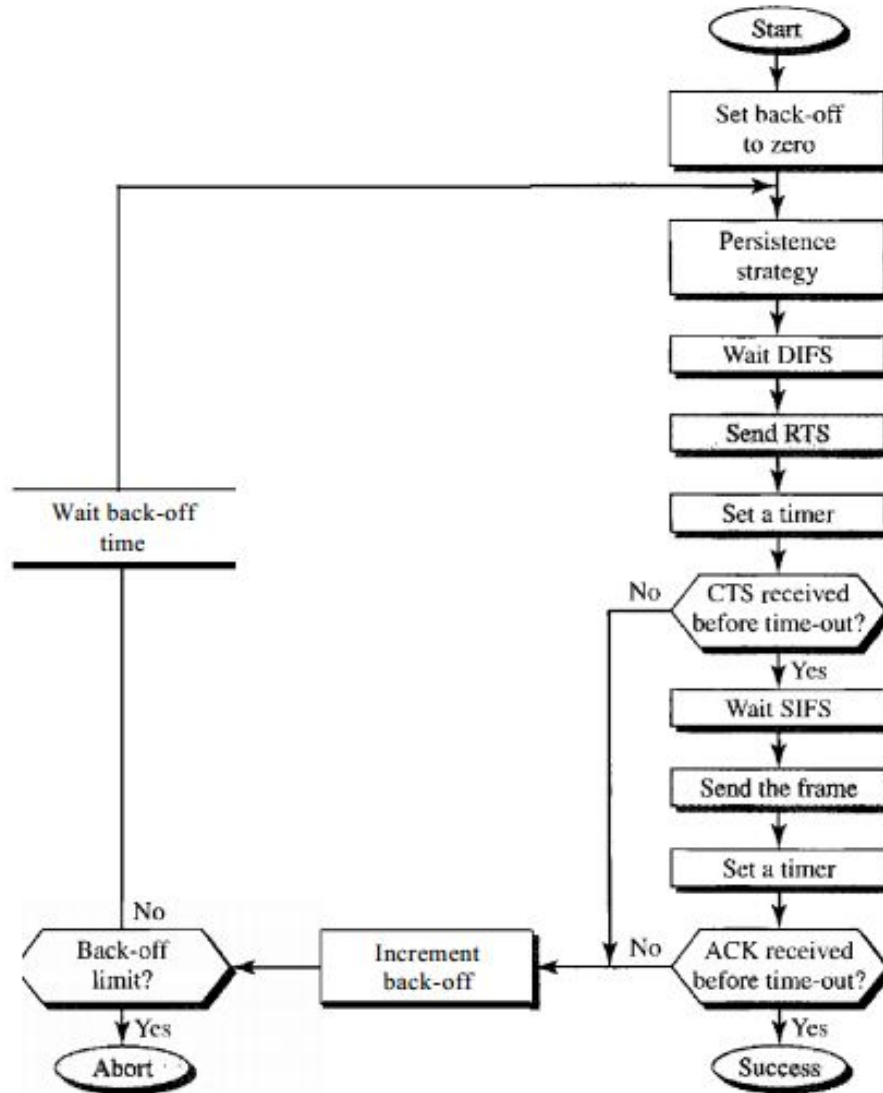 Start
Set back-off
to zero
Persistence
strategy
Wait DIFS
Send RTS
Set a timer
Wait back-off
time
CTS received
before time-out?
No
Yes
Wait SIFS
Send the frame
Set a timer
ACK received
before time-out?
No
Yes
Success
Increment
back-off
Back-off
limit?
No
Yes
Abort